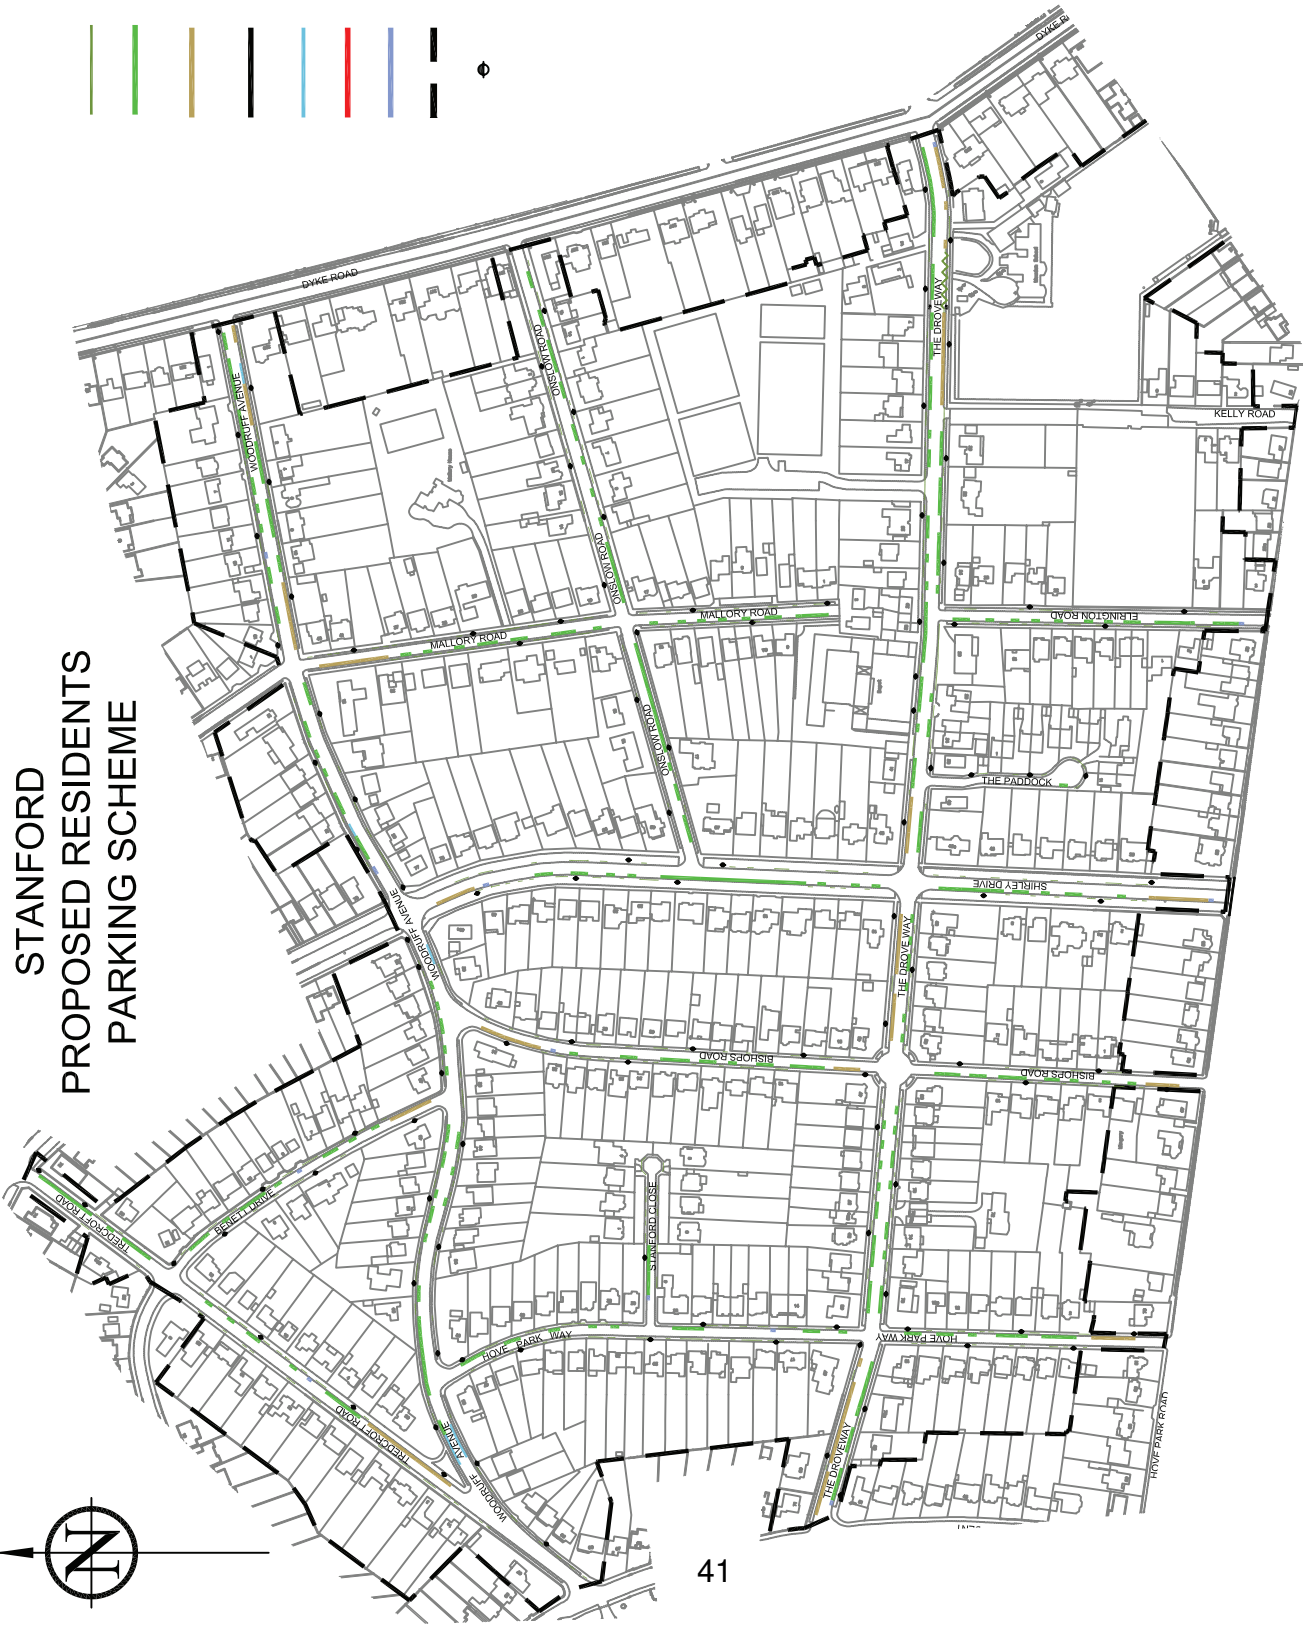 STANFORD
PROPOSED RESIDENTS
PARKING SCHEME
DYKE R
DYKE ROAD
WOODRUFF AVENUE
ONSLOW ROAD
THE DROVEWAY
KELLY ROAD
ONSLOW ROAD
MALLORY ROAD
MALLORY ROAD
ELRINGTON ROAD
ONSLOW ROAD
THE PADDOCK
SHIRLEY DRIVE
WOODRUFF AVENUE
THE DROVE WAY
BISHOPS ROAD
BISHOPS ROAD
TREDCROFT ROAD
BENETT DRIVE
STANFORD CLOSE
HOVE PARK WAY
HOVE PARK WAY
TREDCROFT ROAD
WOODRUFF AVENUE
THE DROVEWAY
HOVE PARK ROAD
N
41